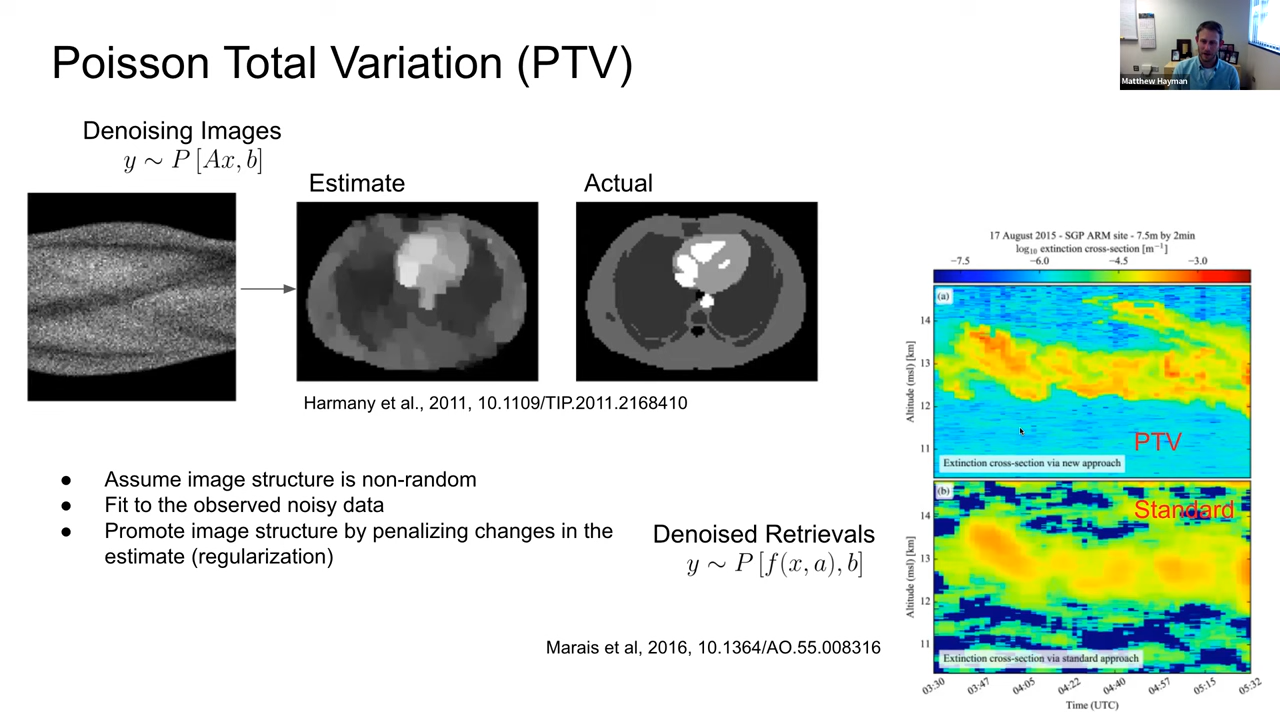 Poisson Total Variation (PTV)
Matthew Hayman
Denoising Images
y ∼ P [Ax, b]
Estimate
Actual
Harmany et al., 2011, 10.1109/TIP.2011.2168410
● Assume image structure is non-random
● Fit to the observed noisy data
● Promote image structure by penalizing changes in the
estimate (regularization)
Denoised Retrievals
y ∼ P [f(x, a), b]
Marais et al, 2016, 10.1364/AO.55.008316
17 August 2015 - SGP ARM site - 7.5m by 2min
log₁₀ extinction cross-section [m⁻¹]
−7.5 −6.0 −4.5 −3.0
(a)
14
13
12
11
Altitude (msl) [km]
PTV
Extinction cross-section via new approach
(b)
Standard
14
13
12
11
Altitude (msl) [km]
Extinction cross-section via standard approach
03:30 03:47 04:05 04:22 04:40 04:57 05:15 05:32
Time (UTC)